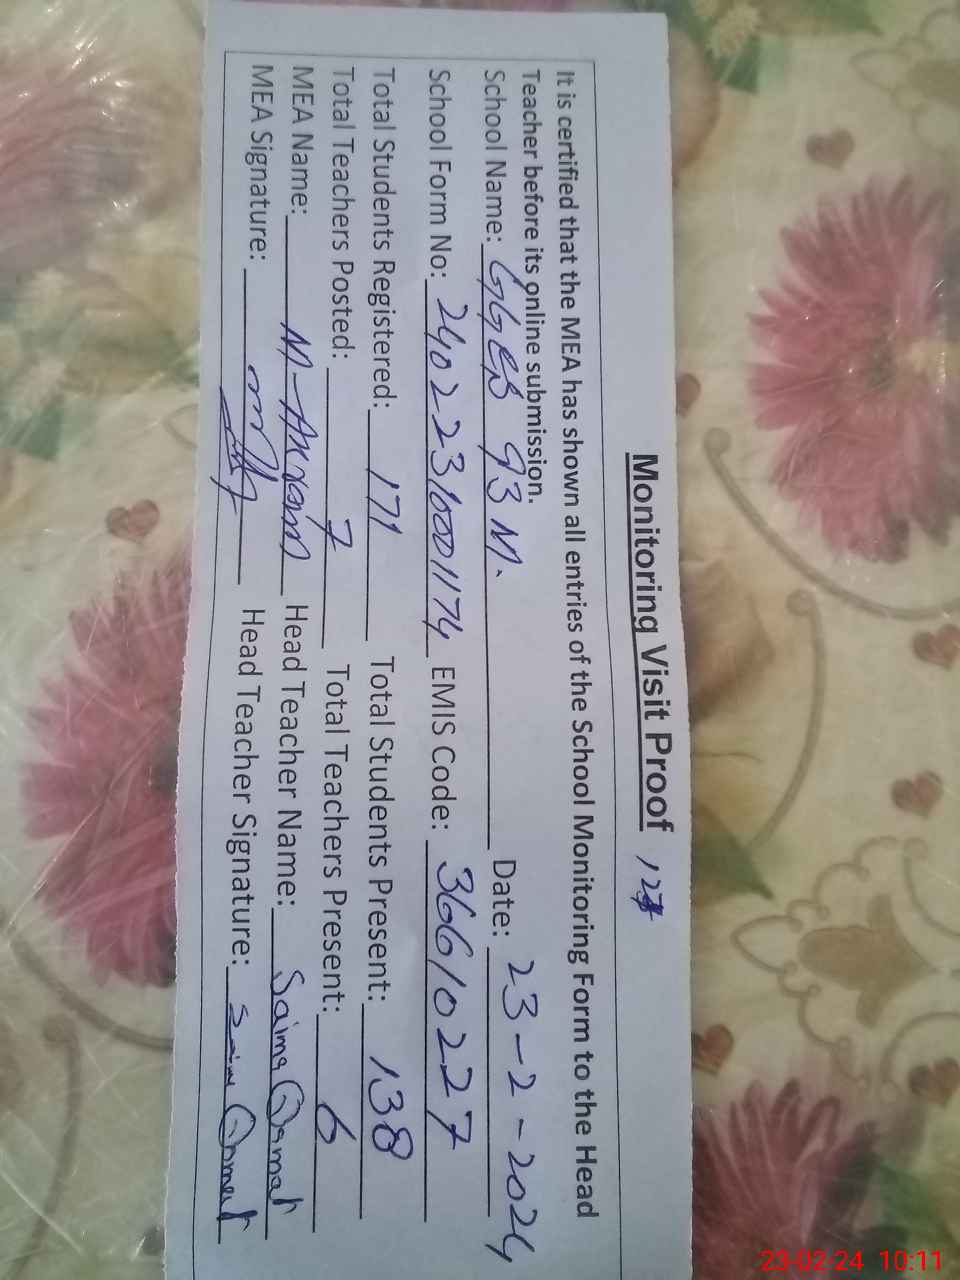 Monitoring Visit Proof
It is certified that the MEA has shown all entries of the School Monitoring Form to the Head
Teacher before its online submission.
School Name: GGES 93 M. Date: 23-2-2024
School Form No: 2402231001174 EMIS Code: 36610227
Total Students Registered: 171 Total Students Present: 138
Total Teachers Posted: 7 Total Teachers Present: 6
MEA Name: M-Akram Head Teacher Name: Saima
MEA Signature: Head Teacher Signature:
23-02-24 10:11